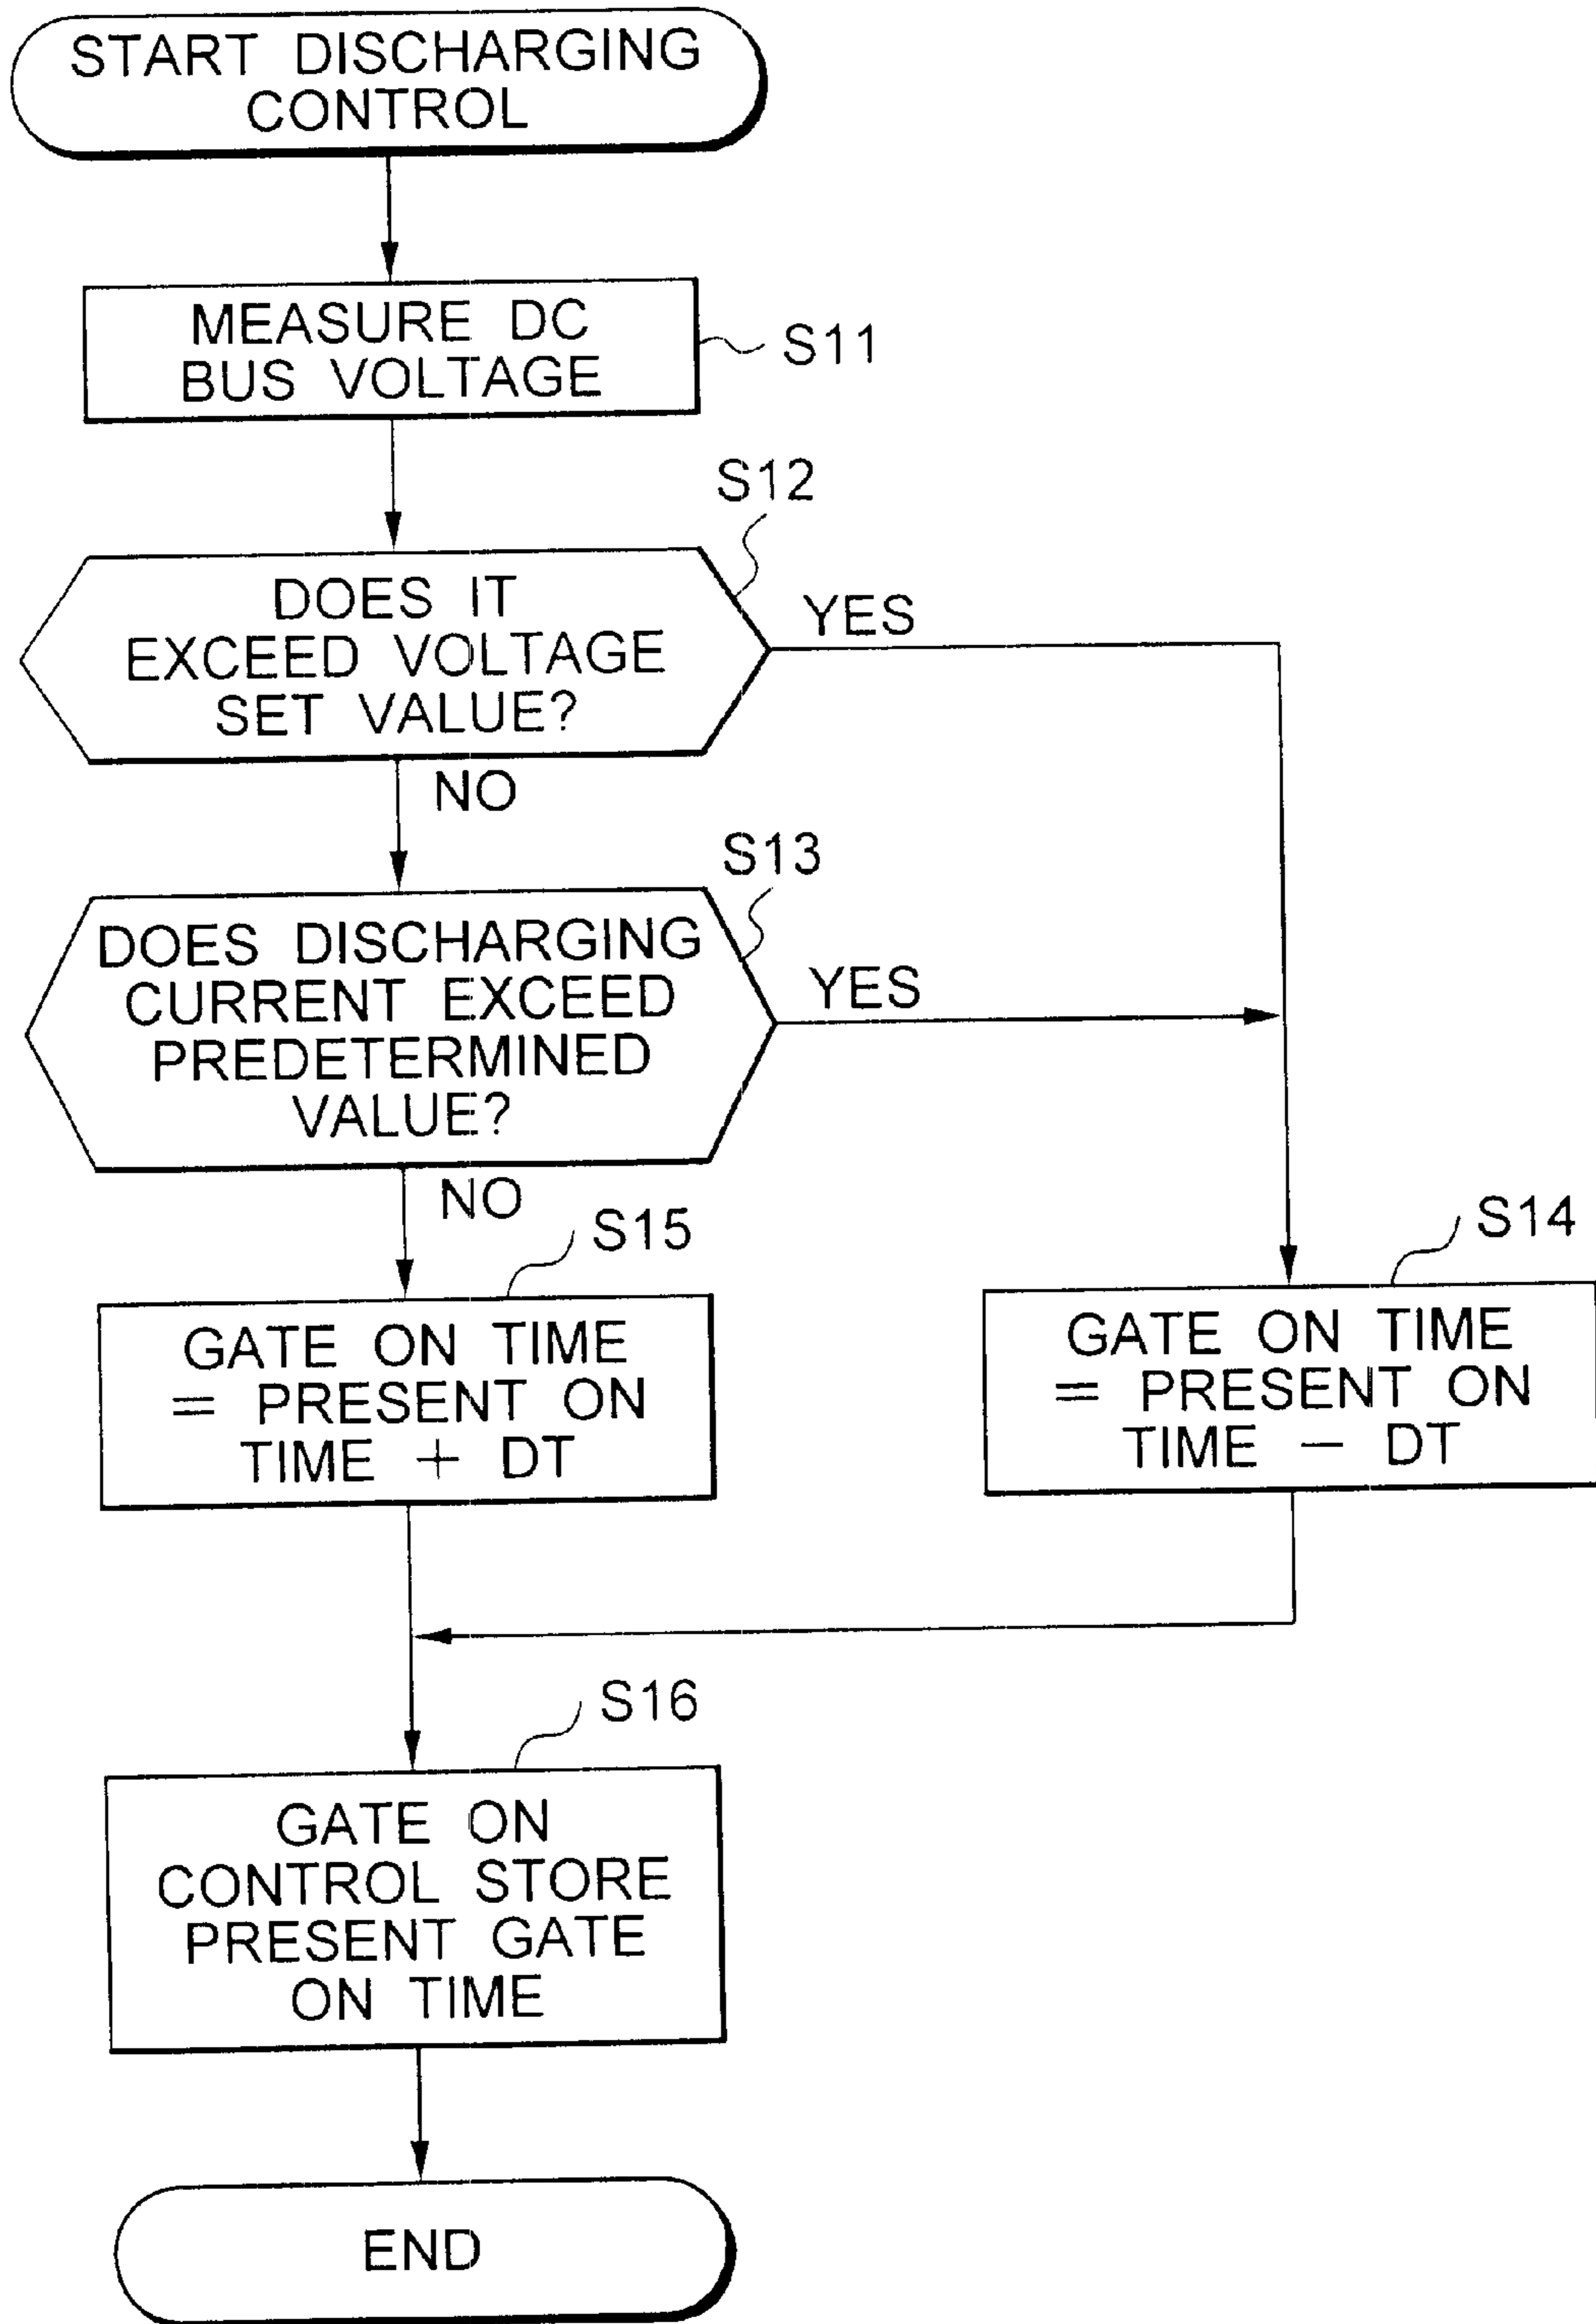 START DISCHARGING
CONTROL
MEASURE DC
BUS VOLTAGE
S11
S12
DOES IT
EXCEED VOLTAGE
SET VALUE?
YES
NO
S13
DOES DISCHARGING
CURRENT EXCEED
PREDETERMINED
VALUE?
YES
NO
S15
GATE ON TIME
= PRESENT ON
TIME + DT
S14
GATE ON TIME
= PRESENT ON
TIME − DT
S16
GATE ON
CONTROL STORE
PRESENT GATE
ON TIME
END